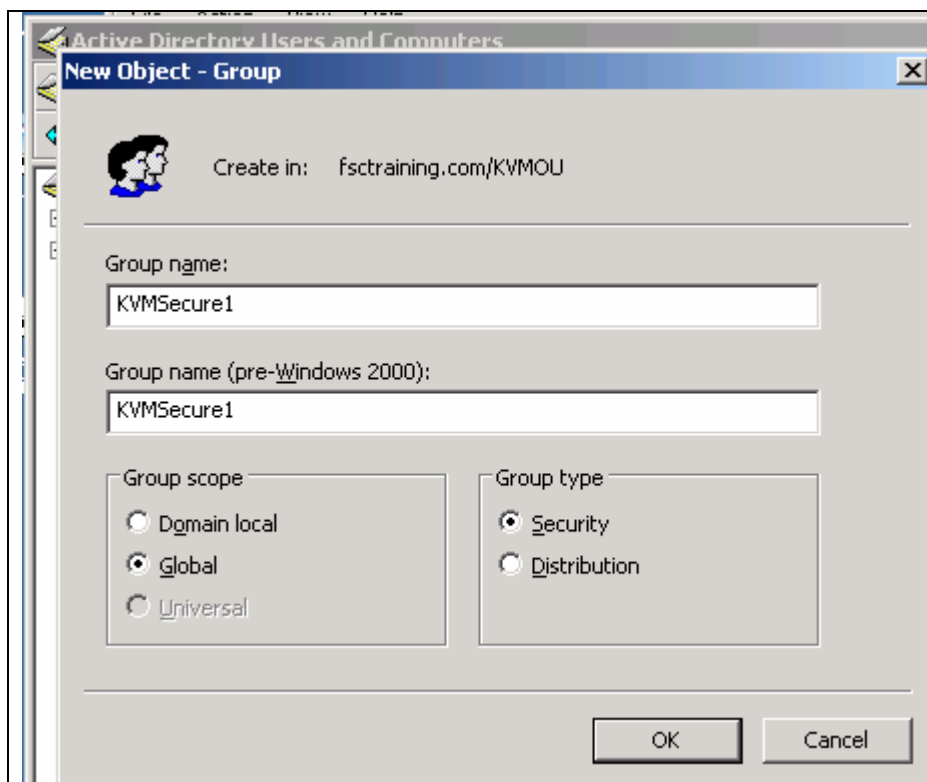 Active Directory Users and Computers
New Object - Group
Create in: fsctraining.com/KVMOU
Group name:
KVMSecure1
Group name (pre-Windows 2000):
KVMSecure1
Group scope
Domain local
Global
Universal
Group type
Security
Distribution
OK
Cancel